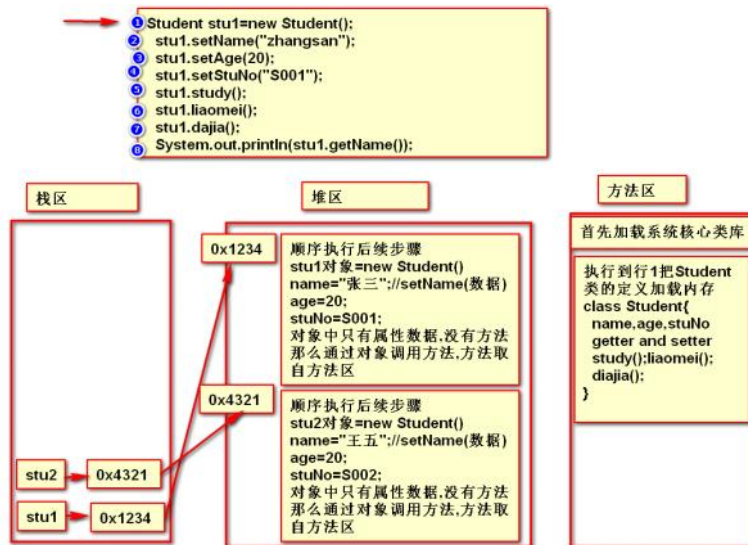 1 Student stu1=new Student();
2 stu1.setName("zhangsan");
3 stu1.setAge(20);
4 stu1.setStuNo("S001");
5 stu1.study();
6 stu1.liaomei();
7 stu1.dajia();
8 System.out.println(stu1.getName());
栈区
stu2 0x4321
stu1 0x1234
堆区
0x1234
顺序执行后续步骤
stu1对象=new Student()
name="张三";//setName(数据)
age=20;
stuNo=S001;
对象中只有属性数据,没有方法
那么通过对象调用方法,方法取
自方法区
0x4321
顺序执行后续步骤
stu2对象=new Student()
name="王五";//setName(数据)
age=20;
stuNo=S002;
对象中只有属性数据,没有方法
那么通过对象调用方法,方法取
自方法区
方法区
首先加载系统核心类库
执行到行1把Student
类的定义加载内存
class Student{
name,age,stuNo
getter and setter
study();liaomei();
diajia();
}